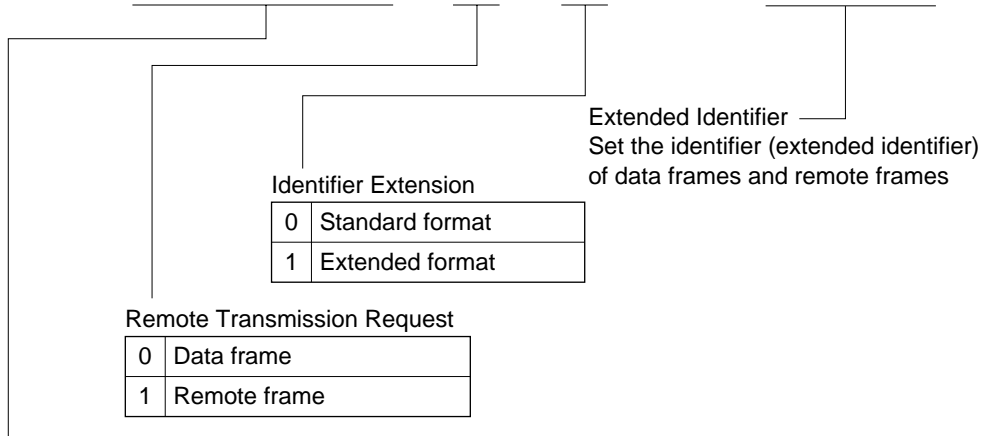 Extended Identifier
Set the identifier (extended identifier)
of data frames and remote frames
Identifier Extension
0 Standard format
1 Extended format
Remote Transmission Request
0 Data frame
1 Remote frame